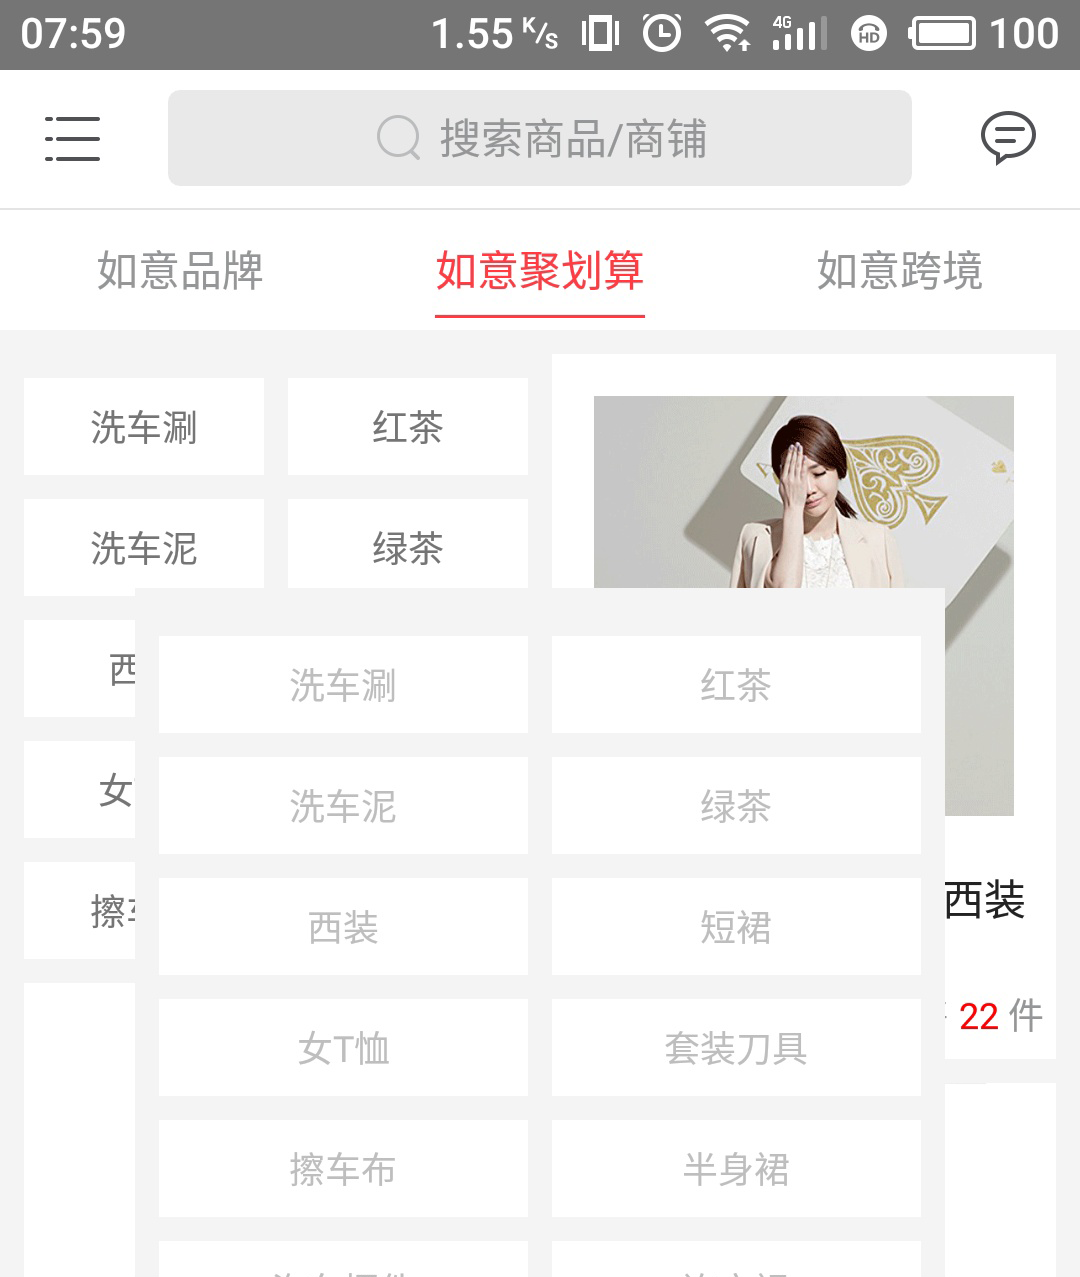 07:59 1.55 K/s 4G HD 100
搜索商品/商铺
如意品牌 如意聚划算 如意跨境
洗车涮 红茶
洗车泥 绿茶
西
女
擦
洗车涮 红茶
洗车泥 绿茶
西装 短裙
西装
女T恤 套装刀具
22 件
擦车布 半身裙